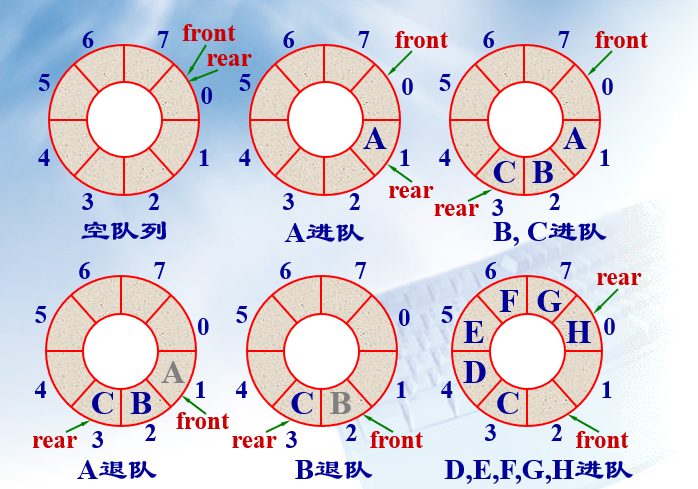 6 7 front
rear
5 0
4 1
3 2
空队列
6 7 front
5 0
A
4 1
rear
3 2
A进队
6 7 front
5 0
A
4 C B 1
rear 3 2
B, C进队
6 7
5 0
A
4 C B 1
front
rear 3 2
A退队
6 7
5 0
4 C B 1
rear 3 2 front
B退队
6 7 rear
F G
5 E H 0
D
4 C 1
3 2 front
D,E,F,G,H进队